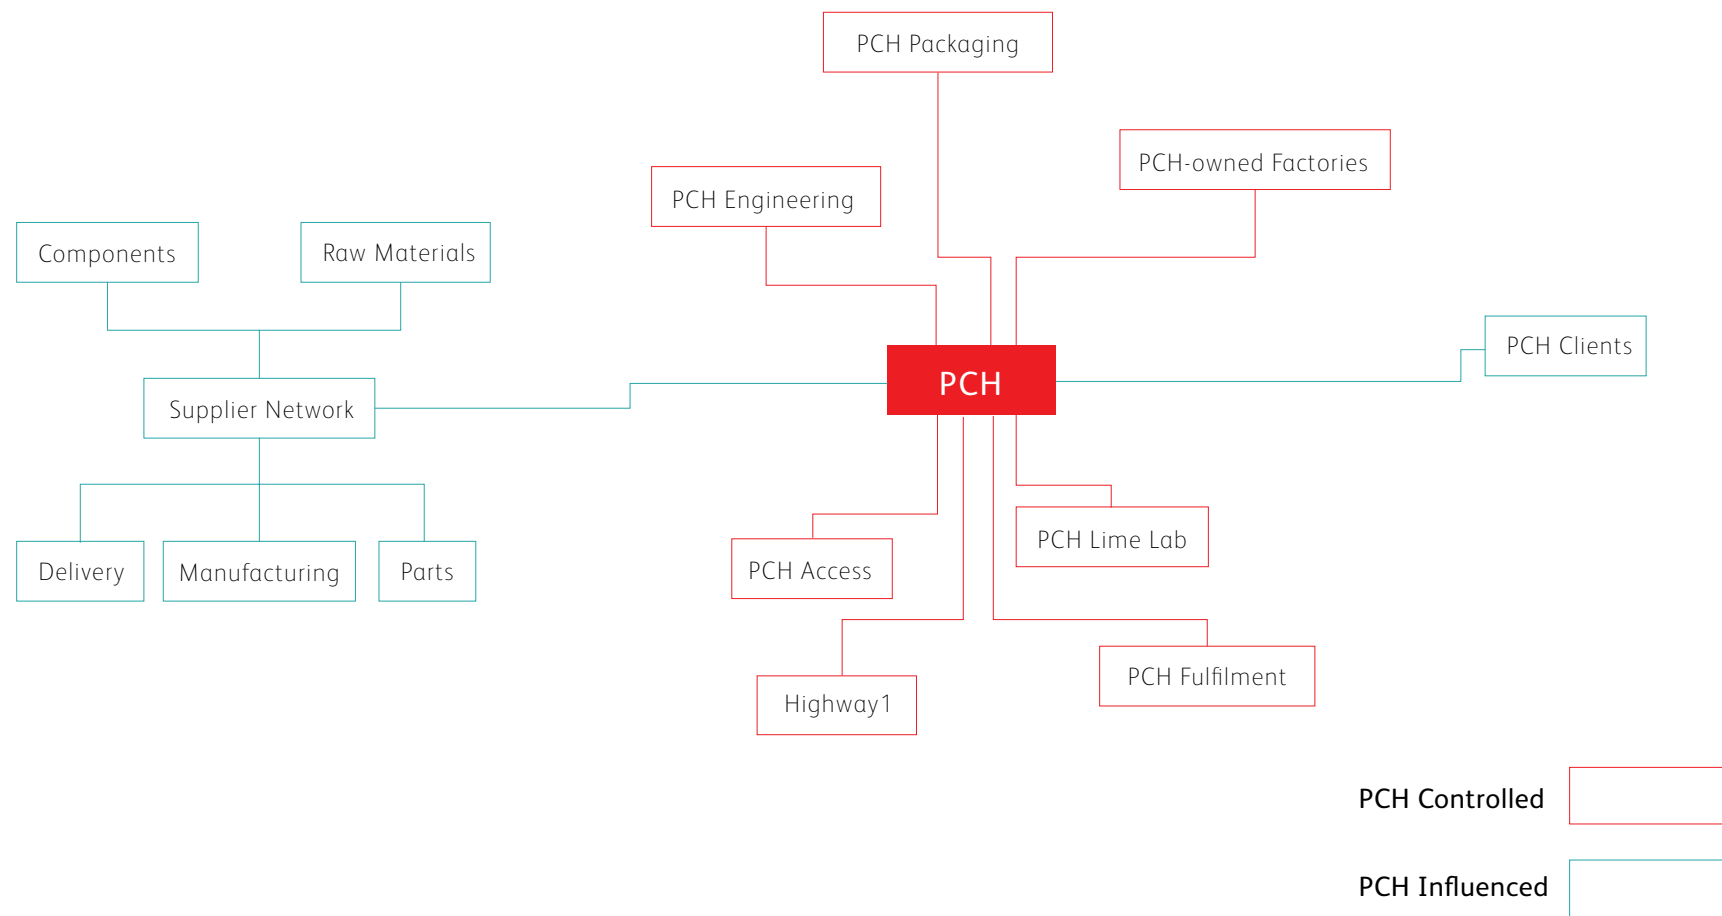 PCH Packaging
PCH-owned Factories
PCH Engineering
Components
Raw Materials
PCH Clients
PCH
Supplier Network
PCH Lime Lab
Delivery
Manufacturing
Parts
PCH Access
PCH Fulfilment
Highway1
PCH Controlled
PCH Influenced